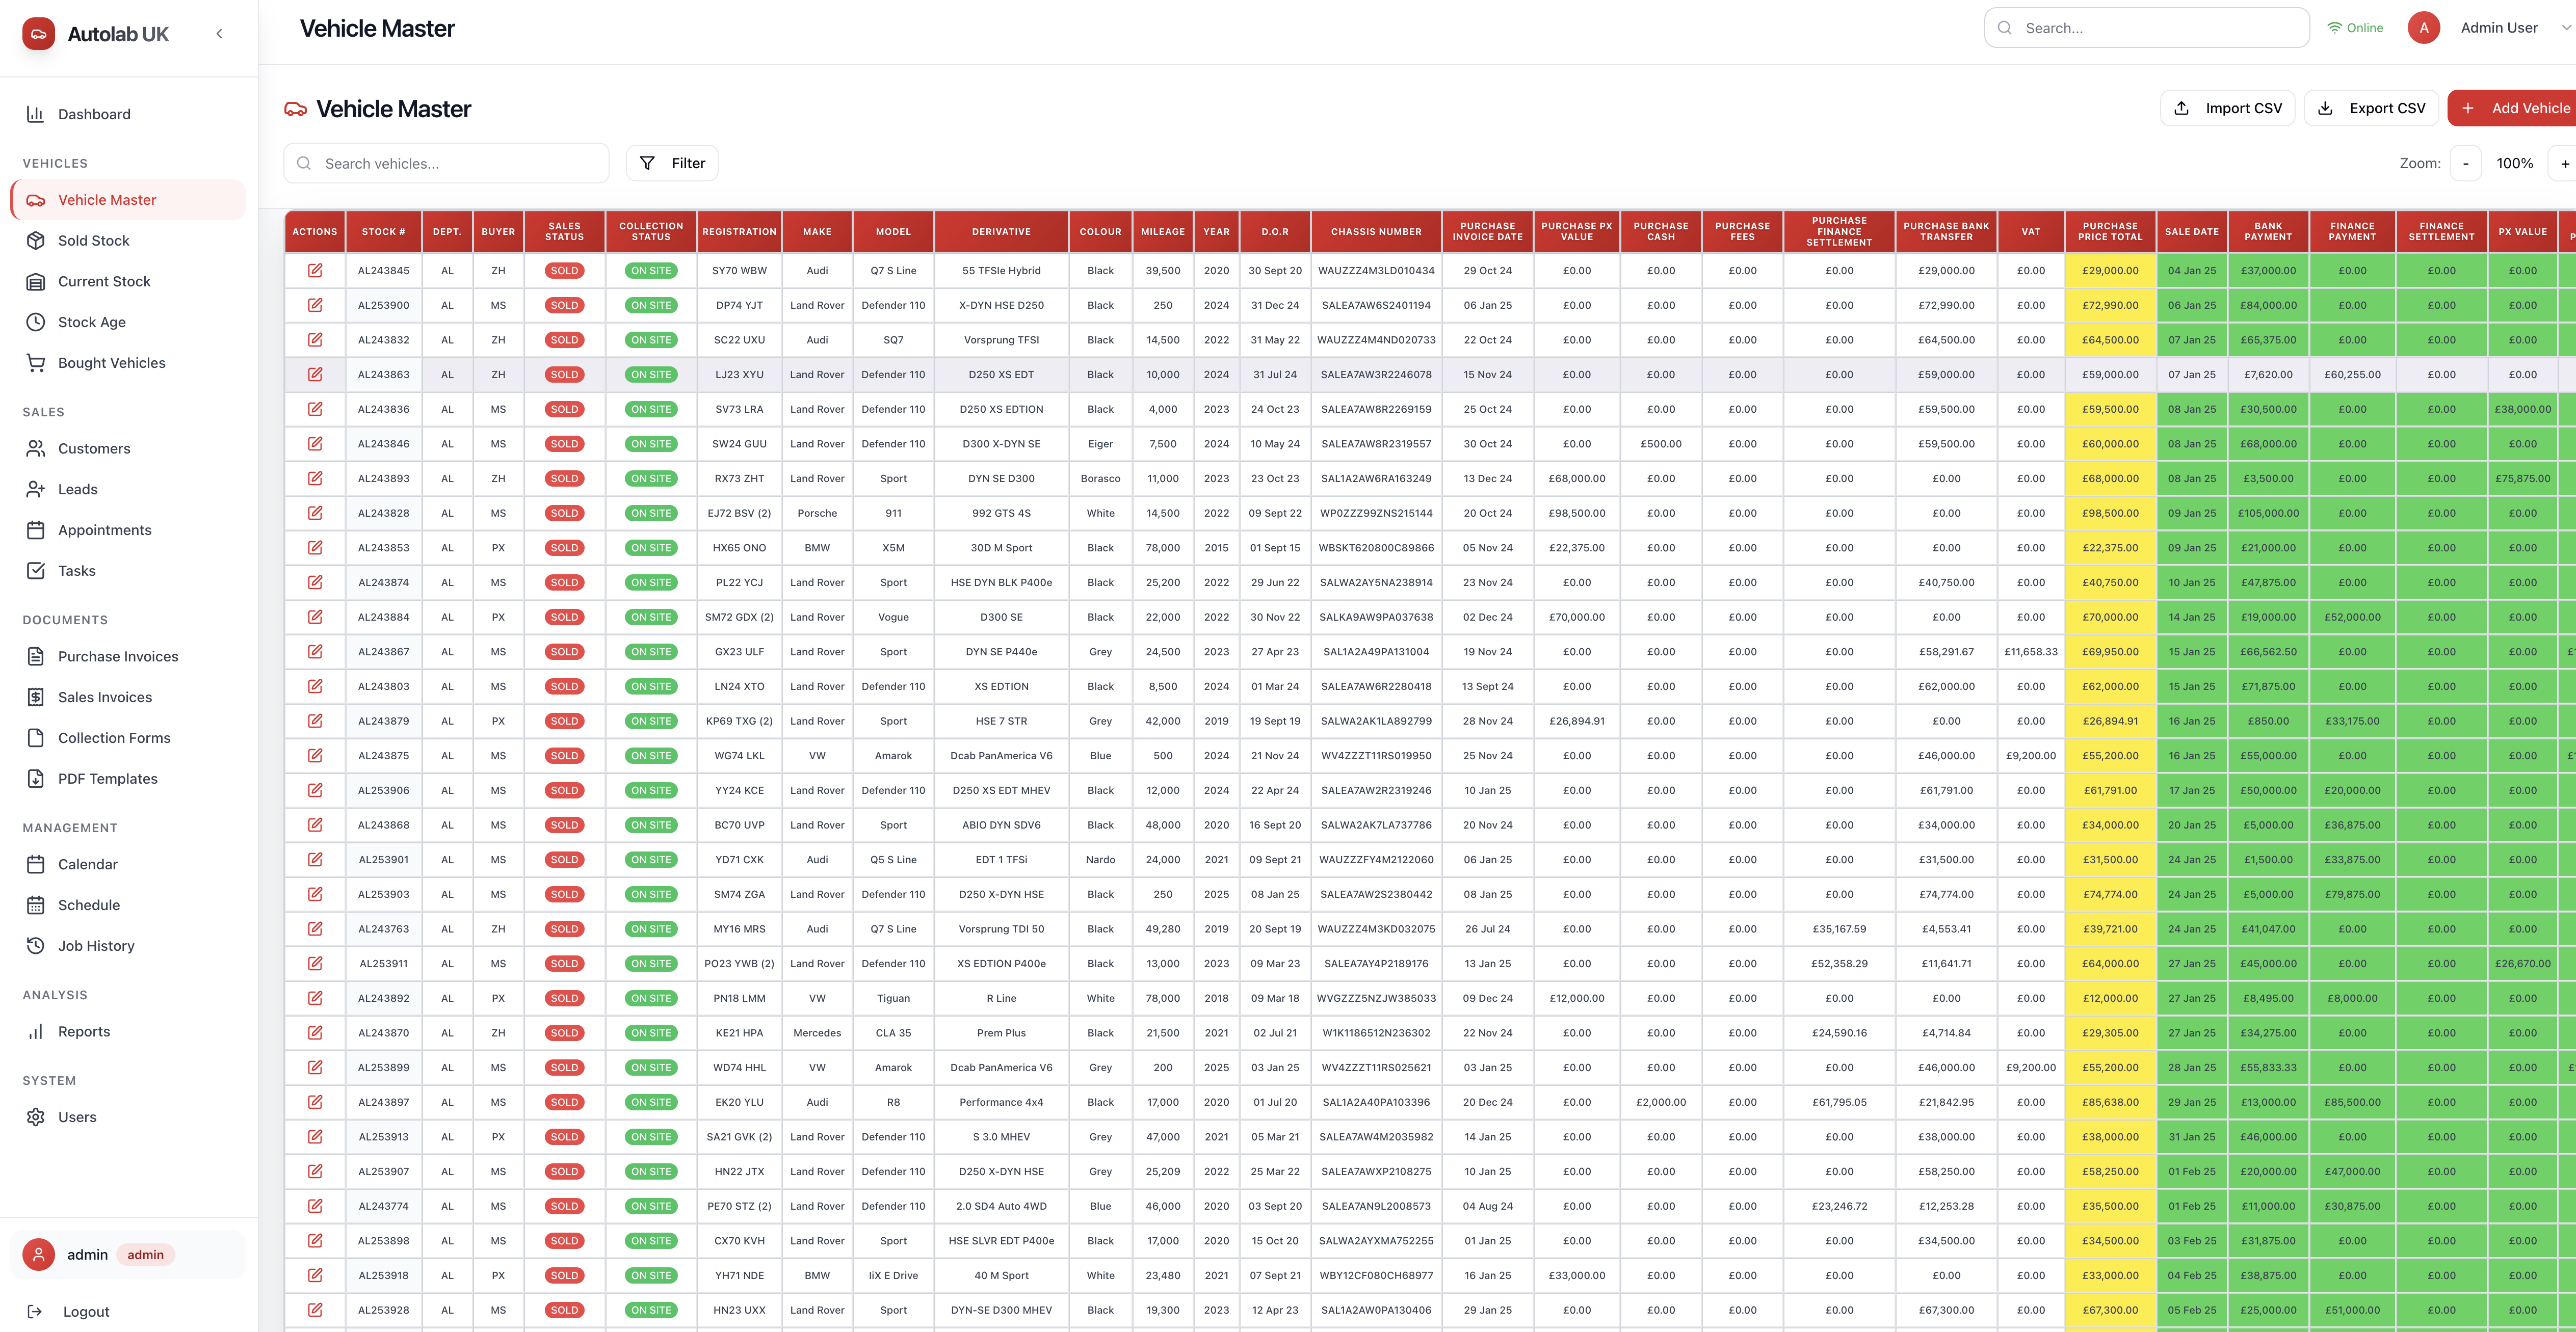 Autolab UK
Vehicle Master
Search...
Online
A
Admin User
Dashboard
VEHICLES
Vehicle Master
Sold Stock
Current Stock
Stock Age
Bought Vehicles
SALES
Customers
Leads
Appointments
Tasks
DOCUMENTS
Purchase Invoices
Sales Invoices
Collection Forms
PDF Templates
MANAGEMENT
Calendar
Schedule
Job History
ANALYSIS
Reports
SYSTEM
Users
admin admin
Logout
Vehicle Master
Import CSV
Export CSV
+ Add Vehicle
Search vehicles...
Filter
Zoom: - 100% +
ACTIONS STOCK # DEPT. BUYER SALES STATUS COLLECTION STATUS REGISTRATION MAKE MODEL DERIVATIVE COLOUR MILEAGE YEAR D.O.R CHASSIS NUMBER PURCHASE INVOICE DATE PURCHASE PX VALUE PURCHASE CASH PURCHASE FEES PURCHASE FINANCE SETTLEMENT PURCHASE BANK TRANSFER VAT PURCHASE PRICE TOTAL SALE DATE BANK PAYMENT FINANCE PAYMENT FINANCE SETTLEMENT PX VALUE
AL243845 AL ZH SOLD ON SITE SY70 WBW Audi Q7 S Line 55 TFSIe Hybrid Black 39,500 2020 30 Sept 20 WAUZZZ4M3LD010434 29 Oct 24 £0.00 £0.00 £0.00 £0.00 £29,000.00 £0.00 £29,000.00 04 Jan 25 £37,000.00 £0.00 £0.00 £0.00
AL253900 AL MS SOLD ON SITE DP74 YJT Land Rover Defender 110 X-DYN HSE D250 Black 250 2024 31 Dec 24 SALEA7AW6S2401194 06 Jan 25 £0.00 £0.00 £0.00 £0.00 £72,990.00 £0.00 £72,990.00 06 Jan 25 £84,000.00 £0.00 £0.00 £0.00
AL243832 AL ZH SOLD ON SITE SC22 UXU Audi SQ7 Vorsprung TFSI Black 14,500 2022 31 May 22 WAUZZZ4M4ND020733 22 Oct 24 £0.00 £0.00 £0.00 £0.00 £64,500.00 £0.00 £64,500.00 07 Jan 25 £65,375.00 £0.00 £0.00 £0.00
AL243863 AL ZH SOLD ON SITE LJ23 XYU Land Rover Defender 110 D250 XS EDT Black 10,000 2024 31 Jul 24 SALEA7AW3R2246078 15 Nov 24 £0.00 £0.00 £0.00 £0.00 £59,000.00 £0.00 £59,000.00 07 Jan 25 £7,620.00 £60,255.00 £0.00 £0.00
AL243836 AL MS SOLD ON SITE SV73 LRA Land Rover Defender 110 D250 XS EDTION Black 4,000 2023 24 Oct 23 SALEA7AW8R2269159 25 Oct 24 £0.00 £0.00 £0.00 £0.00 £59,500.00 £0.00 £59,500.00 08 Jan 25 £30,500.00 £0.00 £0.00 £38,000.00
AL243846 AL MS SOLD ON SITE SW24 GUU Land Rover Defender 110 D300 X-DYN SE Eiger 7,500 2024 10 May 24 SALEA7AW8R2319557 30 Oct 24 £0.00 £500.00 £0.00 £0.00 £59,500.00 £0.00 £60,000.00 08 Jan 25 £68,000.00 £0.00 £0.00 £0.00
AL243893 AL ZH SOLD ON SITE RX73 ZHT Land Rover Sport DYN SE D300 Borasco 11,000 2023 23 Oct 23 SAL1A2AW6RA163249 13 Dec 24 £68,000.00 £0.00 £0.00 £0.00 £0.00 £0.00 £68,000.00 08 Jan 25 £3,500.00 £0.00 £0.00 £75,875.00
AL243828 AL MS SOLD ON SITE EJ72 BSV (2) Porsche 911 992 GTS 4S White 14,500 2022 09 Sept 22 WP0ZZZ99ZNS215144 20 Oct 24 £98,500.00 £0.00 £0.00 £0.00 £0.00 £0.00 £98,500.00 09 Jan 25 £105,000.00 £0.00 £0.00 £0.00
AL243853 AL PX SOLD ON SITE HX65 ONO BMW X5M 30D M Sport Black 78,000 2015 01 Sept 15 WBSKT620800C89866 05 Nov 24 £22,375.00 £0.00 £0.00 £0.00 £0.00 £0.00 £22,375.00 09 Jan 25 £21,000.00 £0.00 £0.00 £0.00
AL243874 AL MS SOLD ON SITE PL22 YCJ Land Rover Sport HSE DYN BLK P400e Black 25,200 2022 29 Jun 22 SALWA2AY5NA238914 23 Nov 24 £0.00 £0.00 £0.00 £0.00 £40,750.00 £0.00 £40,750.00 10 Jan 25 £47,875.00 £0.00 £0.00 £0.00
AL243884 AL PX SOLD ON SITE SM72 GDX (2) Land Rover Vogue D300 SE Black 22,000 2022 30 Nov 22 SALKA9AW9PA037638 02 Dec 24 £70,000.00 £0.00 £0.00 £0.00 £0.00 £0.00 £70,000.00 14 Jan 25 £19,000.00 £52,000.00 £0.00 £0.00
AL243867 AL MS SOLD ON SITE GX23 ULF Land Rover Sport DYN SE P440e Grey 24,500 2023 27 Apr 23 SAL1A2A49PA131004 19 Nov 24 £0.00 £0.00 £0.00 £0.00 £58,291.67 £11,658.33 £69,950.00 15 Jan 25 £66,562.50 £0.00 £0.00 £0.00
AL243803 AL MS SOLD ON SITE LN24 XTO Land Rover Defender 110 XS EDTION Black 8,500 2024 01 Mar 24 SALEA7AW6R2280418 13 Sept 24 £0.00 £0.00 £0.00 £0.00 £62,000.00 £0.00 £62,000.00 15 Jan 25 £71,875.00 £0.00 £0.00 £0.00
AL243879 AL PX SOLD ON SITE KP69 TXG (2) Land Rover Sport HSE 7 STR Grey 42,000 2019 19 Sept 19 SALWA2AK1LA892799 28 Nov 24 £26,894.91 £0.00 £0.00 £0.00 £0.00 £0.00 £26,894.91 16 Jan 25 £850.00 £33,175.00 £0.00 £0.00
AL243875 AL MS SOLD ON SITE WG74 LKL VW Amarok Dcab PanAmerica V6 Blue 500 2024 21 Nov 24 WV4ZZZT11RS019950 25 Nov 24 £0.00 £0.00 £0.00 £0.00 £46,000.00 £9,200.00 £55,200.00 16 Jan 25 £55,000.00 £0.00 £0.00 £0.00
AL253906 AL MS SOLD ON SITE YY24 KCE Land Rover Defender 110 D250 XS EDT MHEV Black 12,000 2024 22 Apr 24 SALEA7AW2R2319246 10 Jan 25 £0.00 £0.00 £0.00 £0.00 £61,791.00 £0.00 £61,791.00 17 Jan 25 £50,000.00 £20,000.00 £0.00 £0.00
AL243868 AL MS SOLD ON SITE BC70 UVP Land Rover Sport ABIO DYN SDV6 Black 48,000 2020 16 Sept 20 SALWA2AK7LA737786 20 Nov 24 £0.00 £0.00 £0.00 £0.00 £34,000.00 £0.00 £34,000.00 20 Jan 25 £5,000.00 £36,875.00 £0.00 £0.00
AL253901 AL MS SOLD ON SITE YD71 CXK Audi Q5 S Line EDT 1 TFSi Nardo 24,000 2021 09 Sept 21 WAUZZZFY4M2122060 06 Jan 25 £0.00 £0.00 £0.00 £0.00 £31,500.00 £0.00 £31,500.00 24 Jan 25 £1,500.00 £33,875.00 £0.00 £0.00
AL253903 AL MS SOLD ON SITE SM74 ZGA Land Rover Defender 110 D250 X-DYN HSE Black 250 2025 08 Jan 25 SALEA7AW2S2380442 08 Jan 25 £0.00 £0.00 £0.00 £0.00 £74,774.00 £0.00 £74,774.00 24 Jan 25 £5,000.00 £79,875.00 £0.00 £0.00
AL243763 AL ZH SOLD ON SITE MY16 MRS Audi Q7 S Line Vorsprung TDI 50 Black 49,280 2019 20 Sept 19 WAUZZZ4M3KD032075 26 Jul 24 £0.00 £0.00 £0.00 £35,167.59 £4,553.41 £0.00 £39,721.00 24 Jan 25 £41,047.00 £0.00 £0.00 £0.00
AL253911 AL MS SOLD ON SITE PO23 YWB (2) Land Rover Defender 110 XS EDTION P400e Black 13,000 2023 09 Mar 23 SALEA7AY4P2189176 13 Jan 25 £0.00 £0.00 £0.00 £52,358.29 £11,641.71 £0.00 £64,000.00 27 Jan 25 £45,000.00 £0.00 £0.00 £26,670.00
AL243892 AL PX SOLD ON SITE PN18 LMM VW Tiguan R Line White 78,000 2018 09 Mar 18 WVGZZZ5NZJW385033 09 Dec 24 £12,000.00 £0.00 £0.00 £0.00 £0.00 £0.00 £12,000.00 27 Jan 25 £8,495.00 £8,000.00 £0.00 £0.00
AL243870 AL ZH SOLD ON SITE KE21 HPA Mercedes CLA 35 Prem Plus Black 21,500 2021 02 Jul 21 W1K1186512N236302 22 Nov 24 £0.00 £0.00 £0.00 £24,590.16 £4,714.84 £0.00 £29,305.00 27 Jan 25 £34,275.00 £0.00 £0.00 £0.00
AL253899 AL MS SOLD ON SITE WD74 HHL VW Amarok Dcab PanAmerica V6 Grey 200 2025 03 Jan 25 WV4ZZZT11RS025621 03 Jan 25 £0.00 £0.00 £0.00 £0.00 £46,000.00 £9,200.00 £55,200.00 28 Jan 25 £55,833.33 £0.00 £0.00 £0.00
AL243897 AL MS SOLD ON SITE EK20 YLU Audi R8 Performance 4x4 Black 17,000 2020 01 Jul 20 SAL1A2A40PA103396 20 Dec 24 £0.00 £2,000.00 £0.00 £61,795.05 £21,842.95 £0.00 £85,638.00 29 Jan 25 £13,000.00 £85,500.00 £0.00 £0.00
AL253913 AL PX SOLD ON SITE SA21 GVK (2) Land Rover Defender 110 S 3.0 MHEV Grey 47,000 2021 05 Mar 21 SALEA7AW4M2035982 14 Jan 25 £0.00 £0.00 £0.00 £0.00 £38,000.00 £0.00 £38,000.00 31 Jan 25 £46,000.00 £0.00 £0.00 £0.00
AL253907 AL MS SOLD ON SITE HN22 JTX Land Rover Defender 110 D250 X-DYN HSE Grey 25,209 2022 25 Mar 22 SALEA7AWXP2108275 10 Jan 25 £0.00 £0.00 £0.00 £0.00 £58,250.00 £0.00 £58,250.00 01 Feb 25 £20,000.00 £47,000.00 £0.00 £0.00
AL243774 AL MS SOLD ON SITE PE70 STZ (2) Land Rover Defender 110 2.0 SD4 Auto 4WD Blue 46,000 2020 03 Sept 20 SALEA7AN9L2008573 04 Aug 24 £0.00 £0.00 £0.00 £23,246.72 £12,253.28 £0.00 £35,500.00 01 Feb 25 £11,000.00 £30,875.00 £0.00 £0.00
AL253898 AL MS SOLD ON SITE CX70 KVH Land Rover Sport HSE SLVR EDT P400e Black 17,000 2020 15 Oct 20 SALWA2AYXMA752255 01 Jan 25 £0.00 £0.00 £0.00 £0.00 £34,500.00 £0.00 £34,500.00 03 Feb 25 £31,875.00 £0.00 £0.00 £0.00
AL253918 AL PX SOLD ON SITE YH71 NDE BMW IiX E Drive 40 M Sport White 23,480 2021 07 Sept 21 WBY12CF080CH68977 16 Jan 25 £33,000.00 £0.00 £0.00 £0.00 £0.00 £0.00 £33,000.00 04 Feb 25 £38,875.00 £0.00 £0.00 £0.00
AL253928 AL MS SOLD ON SITE HN23 UXX Land Rover Sport DYN-SE D300 MHEV Black 19,300 2023 12 Apr 23 SAL1A2AW0PA130406 29 Jan 25 £0.00 £0.00 £0.00 £0.00 £67,300.00 £0.00 £67,300.00 05 Feb 25 £25,000.00 £51,000.00 £0.00 £0.00